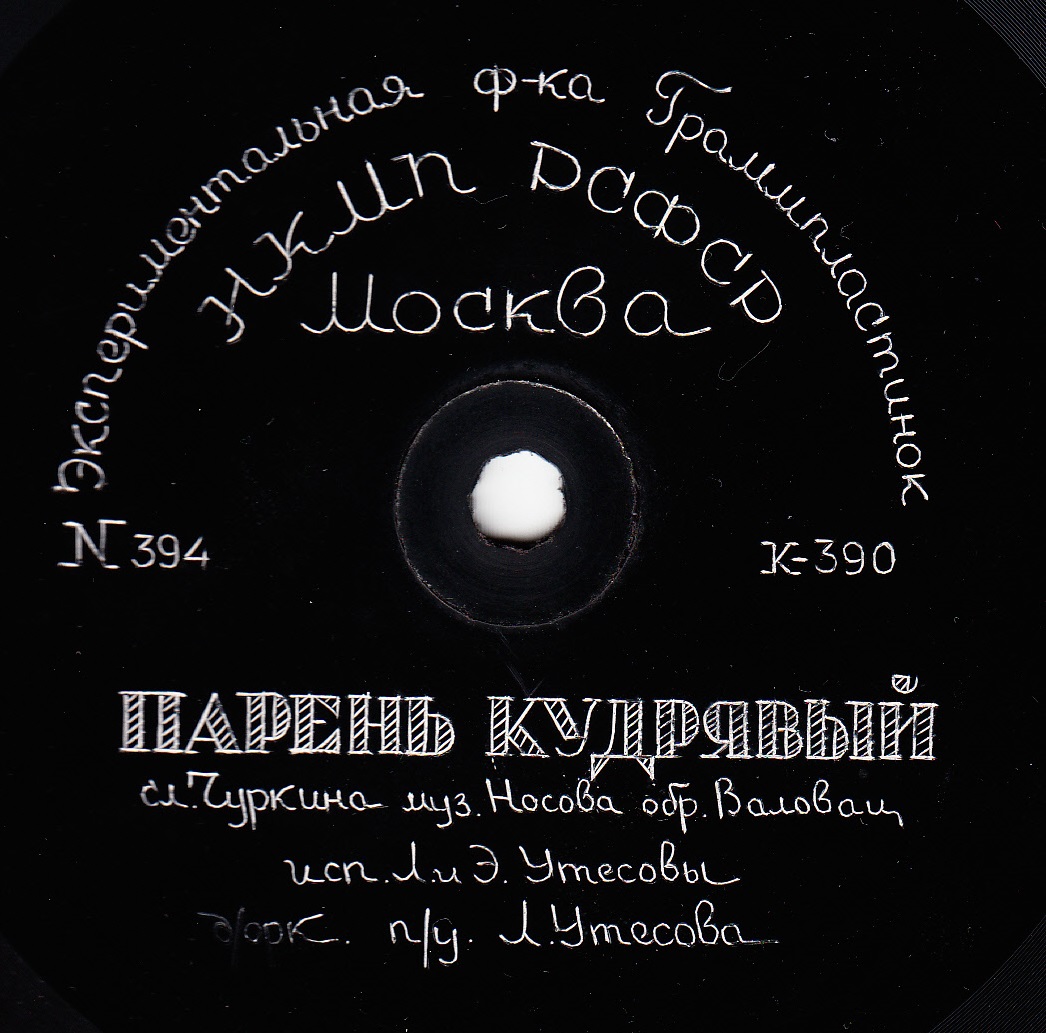 Экспериментальная ф-ка Граммпластинок
НКМП РСФСР
Москва
N 394
К-390
ПАРЕНЬ КУДРЯВЫЙ
сл. Чуркина муз. Носова обр. Валовац
исп. Л. и Э. Утесовы
д/орк. п/у. Л. Утесова